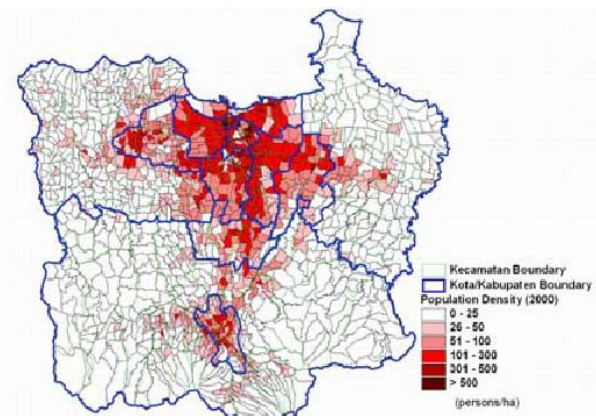 Kecamatan Boundary
Kota/Kabupaten Boundary
Population Density (2000)
0 - 25
26 - 50
51 - 100
101 - 300
301 - 500
> 500
(persons/ha)